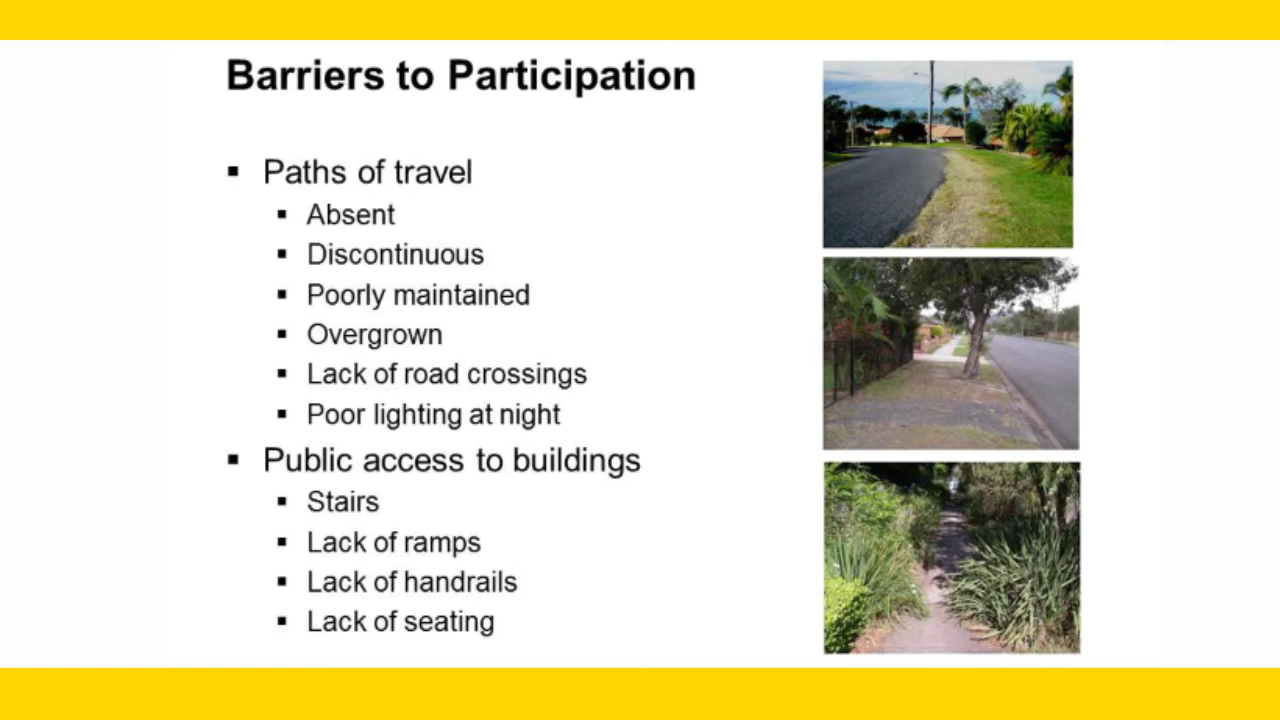 Barriers to Participation
▪ Paths of travel
▪ Absent
▪ Discontinuous
▪ Poorly maintained
▪ Overgrown
▪ Lack of road crossings
▪ Poor lighting at night
▪ Public access to buildings
▪ Stairs
▪ Lack of ramps
▪ Lack of handrails
▪ Lack of seating